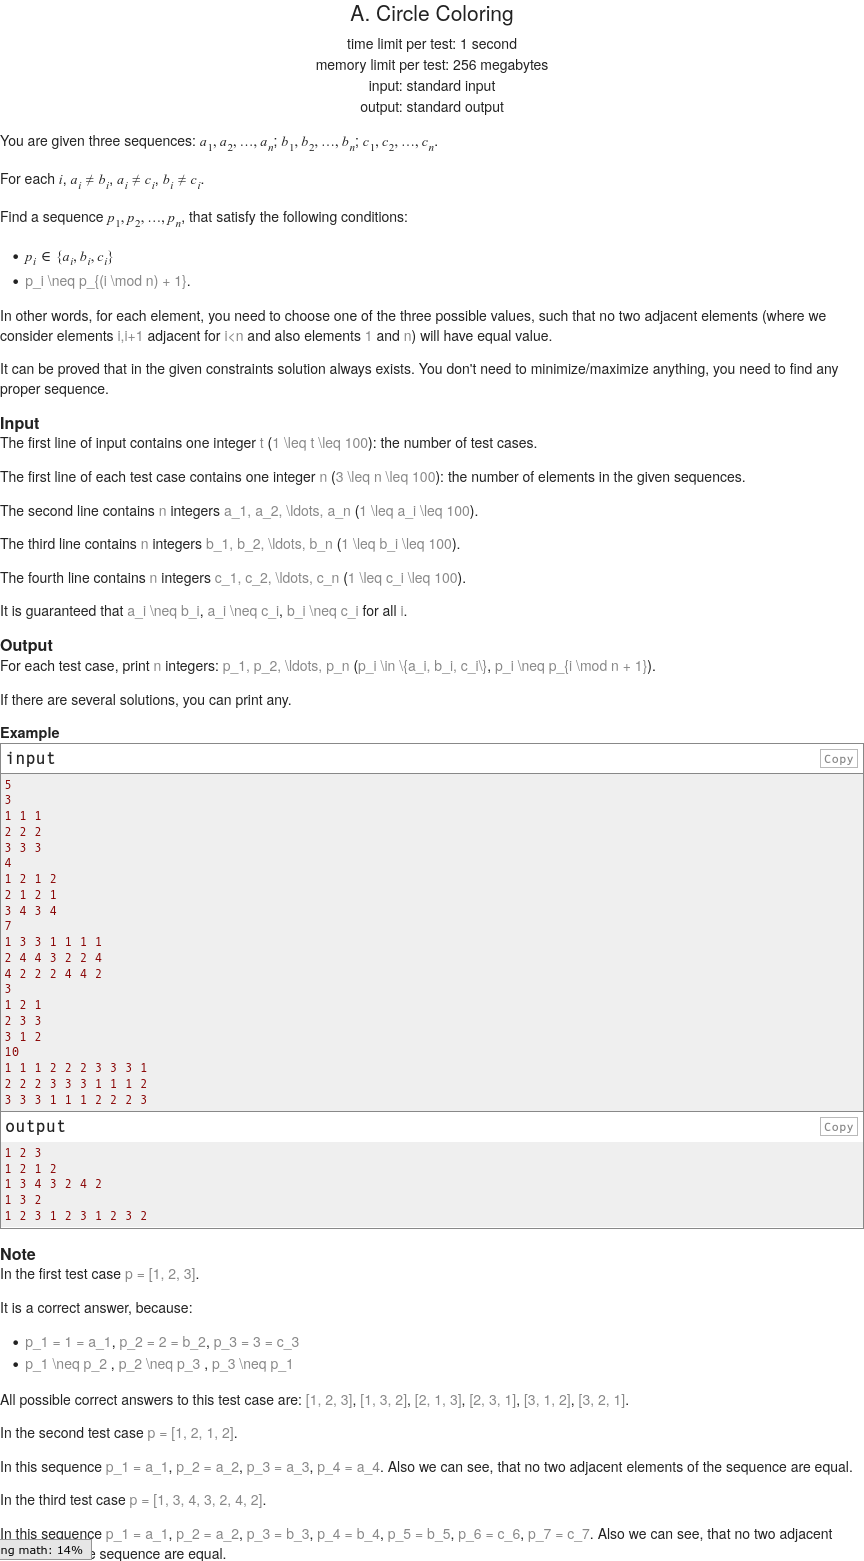 A. Circle Coloring
time limit per test: 1 second
memory limit per test: 256 megabytes
input: standard input
output: standard output
You are given three sequences: a_1, a_2, …, a_n; b_1, b_2, …, b_n; c_1, c_2, …, c_n.
For each i, a_i ≠ b_i, a_i ≠ c_i, b_i ≠ c_i.
Find a sequence p_1, p_2, …, p_n, that satisfy the following conditions:
• p_i ∈ {a_i, b_i, c_i}
• p_i \neq p_{(i \mod n) + 1}.
In other words, for each element, you need to choose one of the three possible values, such that no two adjacent elements (where we
consider elements i,i+1 adjacent for i<n and also elements 1 and n) will have equal value.
It can be proved that in the given constraints solution always exists. You don't need to minimize/maximize anything, you need to find any
proper sequence.
Input
The first line of input contains one integer t (1 \leq t \leq 100): the number of test cases.
The first line of each test case contains one integer n (3 \leq n \leq 100): the number of elements in the given sequences.
The second line contains n integers a_1, a_2, \ldots, a_n (1 \leq a_i \leq 100).
The third line contains n integers b_1, b_2, \ldots, b_n (1 \leq b_i \leq 100).
The fourth line contains n integers c_1, c_2, \ldots, c_n (1 \leq c_i \leq 100).
It is guaranteed that a_i \neq b_i, a_i \neq c_i, b_i \neq c_i for all i.
Output
For each test case, print n integers: p_1, p_2, \ldots, p_n (p_i \in \{a_i, b_i, c_i\}, p_i \neq p_{i \mod n + 1}).
If there are several solutions, you can print any.
Example
input Copy
5
3
1 1 1
2 2 2
3 3 3
4
1 2 1 2
2 1 2 1
3 4 3 4
7
1 3 3 1 1 1 1
2 4 4 3 2 2 4
4 2 2 2 4 4 2
3
1 2 1
2 3 3
3 1 2
10
1 1 1 2 2 2 3 3 3 1
2 2 2 3 3 3 1 1 1 2
3 3 3 1 1 1 2 2 2 3
output Copy
1 2 3
1 2 1 2
1 3 4 3 2 4 2
1 3 2
1 2 3 1 2 3 1 2 3 2
Note
In the first test case p = [1, 2, 3].
It is a correct answer, because:
• p_1 = 1 = a_1, p_2 = 2 = b_2, p_3 = 3 = c_3
• p_1 \neq p_2 , p_2 \neq p_3 , p_3 \neq p_1
All possible correct answers to this test case are: [1, 2, 3], [1, 3, 2], [2, 1, 3], [2, 3, 1], [3, 1, 2], [3, 2, 1].
In the second test case p = [1, 2, 1, 2].
In this sequence p_1 = a_1, p_2 = a_2, p_3 = a_3, p_4 = a_4. Also we can see, that no two adjacent elements of the sequence are equal.
In the third test case p = [1, 3, 4, 3, 2, 4, 2].
In this sequence p_1 = a_1, p_2 = a_2, p_3 = b_3, p_4 = b_4, p_5 = b_5, p_6 = c_6, p_7 = c_7. Also we can see, that no two adjacent
ng math: 14% e sequence are equal.